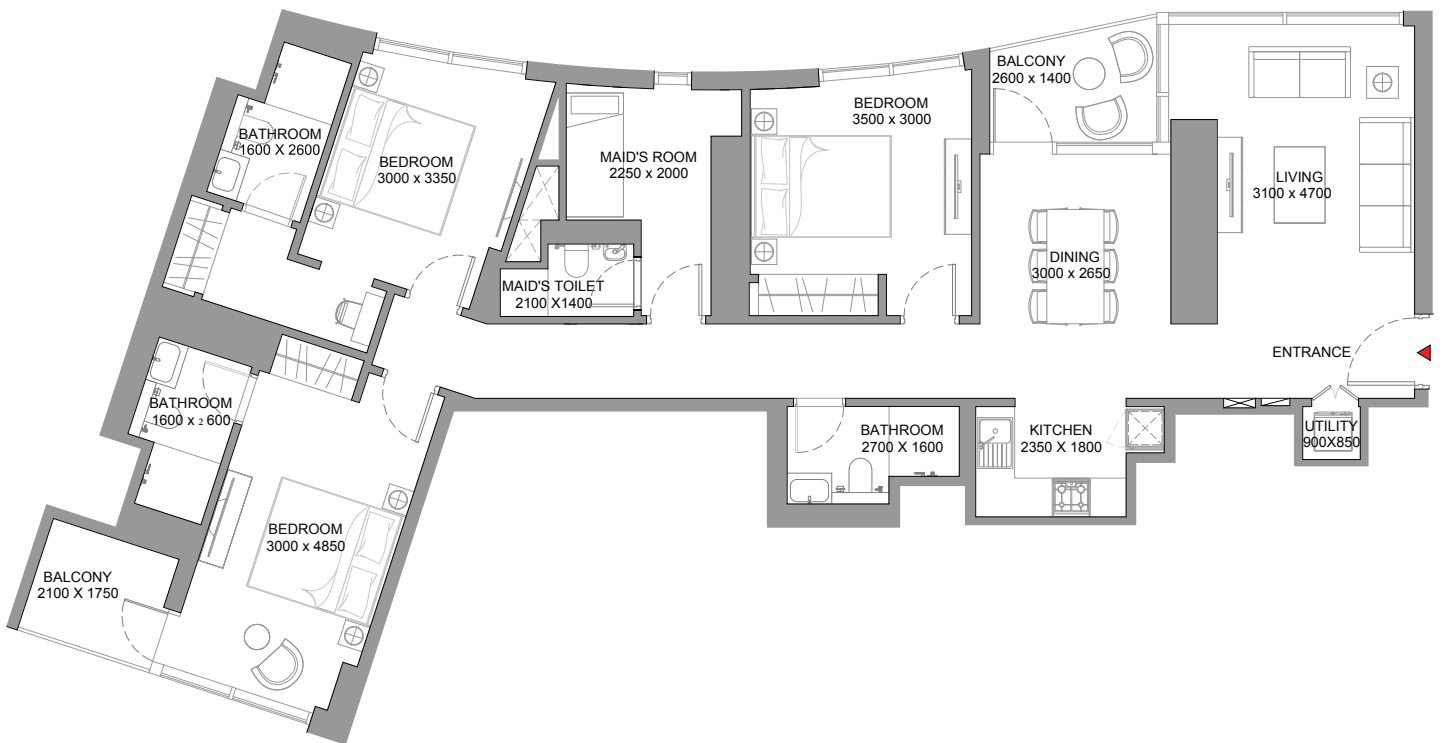 BALCONY
2600 x 1400
BEDROOM
3500 x 3000
BATHROOM
1600 X 2600
BEDROOM
3000 x 3350
MAID'S ROOM
2250 x 2000
LIVING
3100 x 4700
DINING
3000 x 2650
MAID'S TOILET
2100 X1400
ENTRANCE
BATHROOM
1600 x 2 600
BATHROOM
2700 X 1600
KITCHEN
2350 X 1800
UTILITY
900X850
BEDROOM
3000 x 4850
BALCONY
2100 X 1750